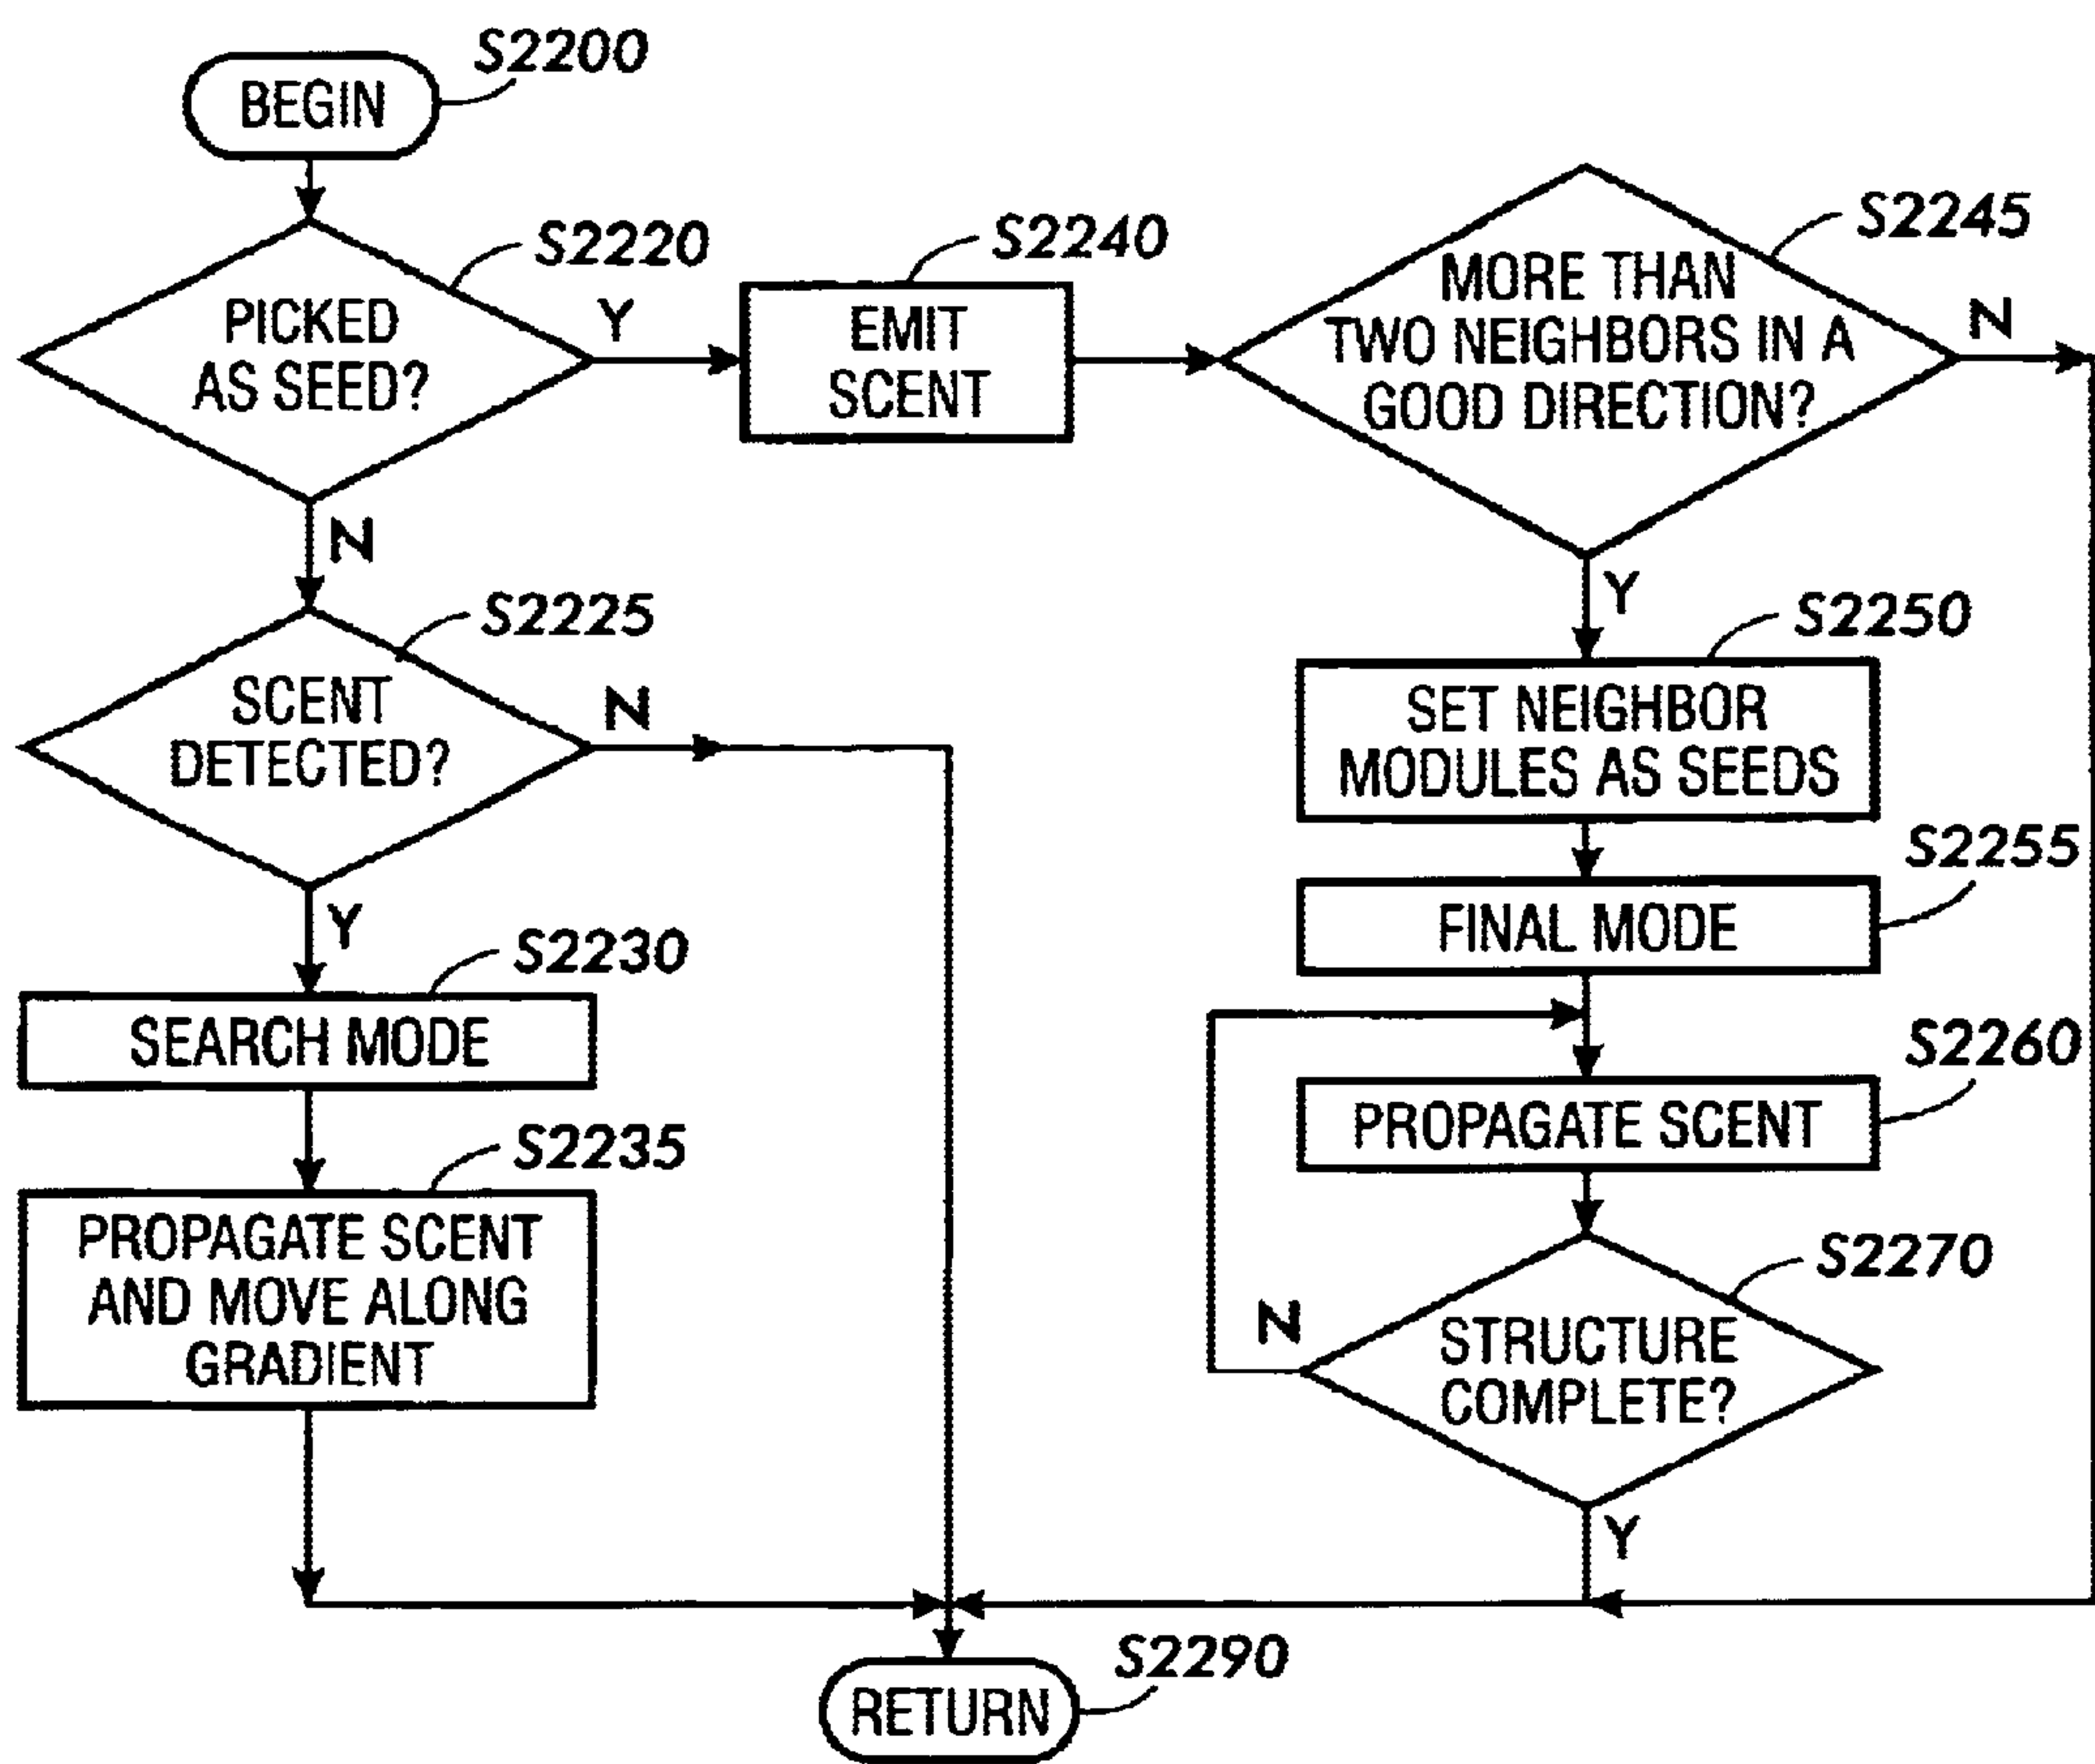 S2200
BEGIN
S2220
PICKED
AS SEED?
Y
N
S2240
EMIT
SCENT
S2245
MORE THAN
TWO NEIGHBORS IN A
GOOD DIRECTION?
N
Y
S2225
SCENT
DETECTED?
N
Y
S2250
SET NEIGHBOR
MODULES AS SEEDS
S2255
FINAL MODE
S2230
SEARCH MODE
S2260
PROPAGATE SCENT
S2235
PROPAGATE SCENT
AND MOVE ALONG
GRADIENT
S2270
STRUCTURE
COMPLETE?
N
Y
S2290
RETURN